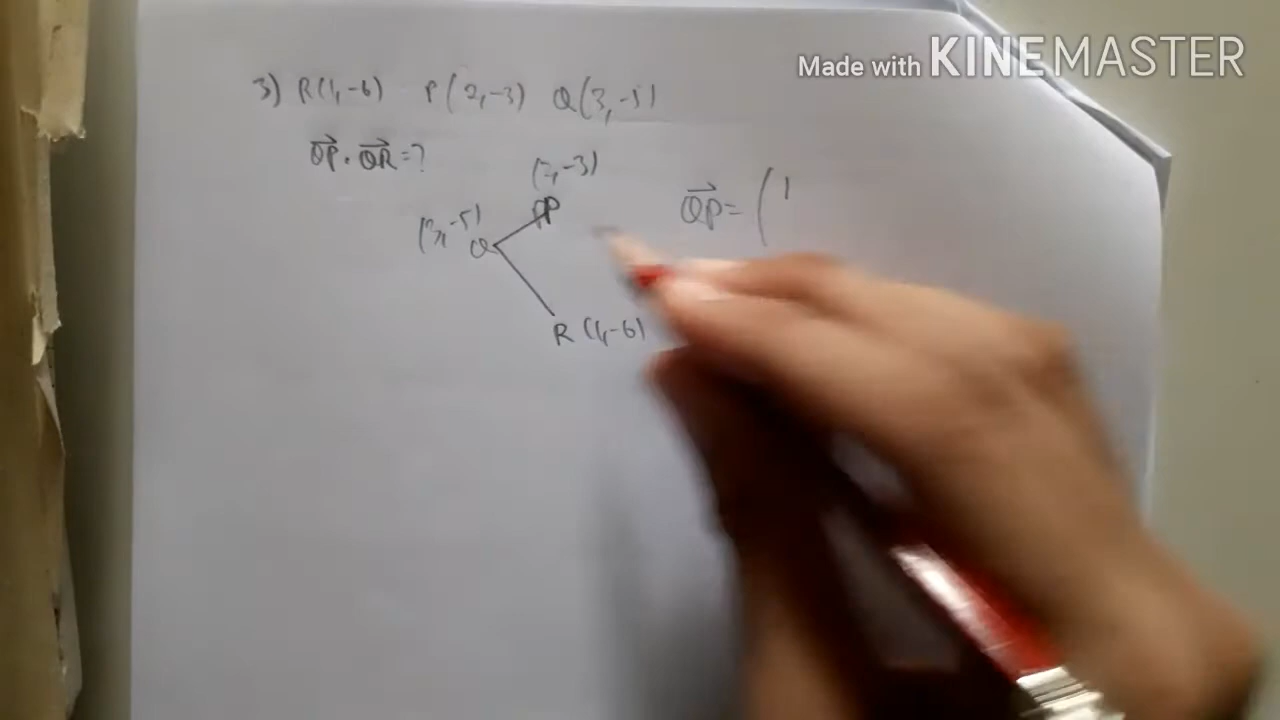 Made with KINEMASTER
3) R(1,-6) P(2,-3) Q(3,-5)
QP→ · QR→ = ?
(2,-3)
(3,-5)
Q
P
R (1,-6)
QP→ = ( 1